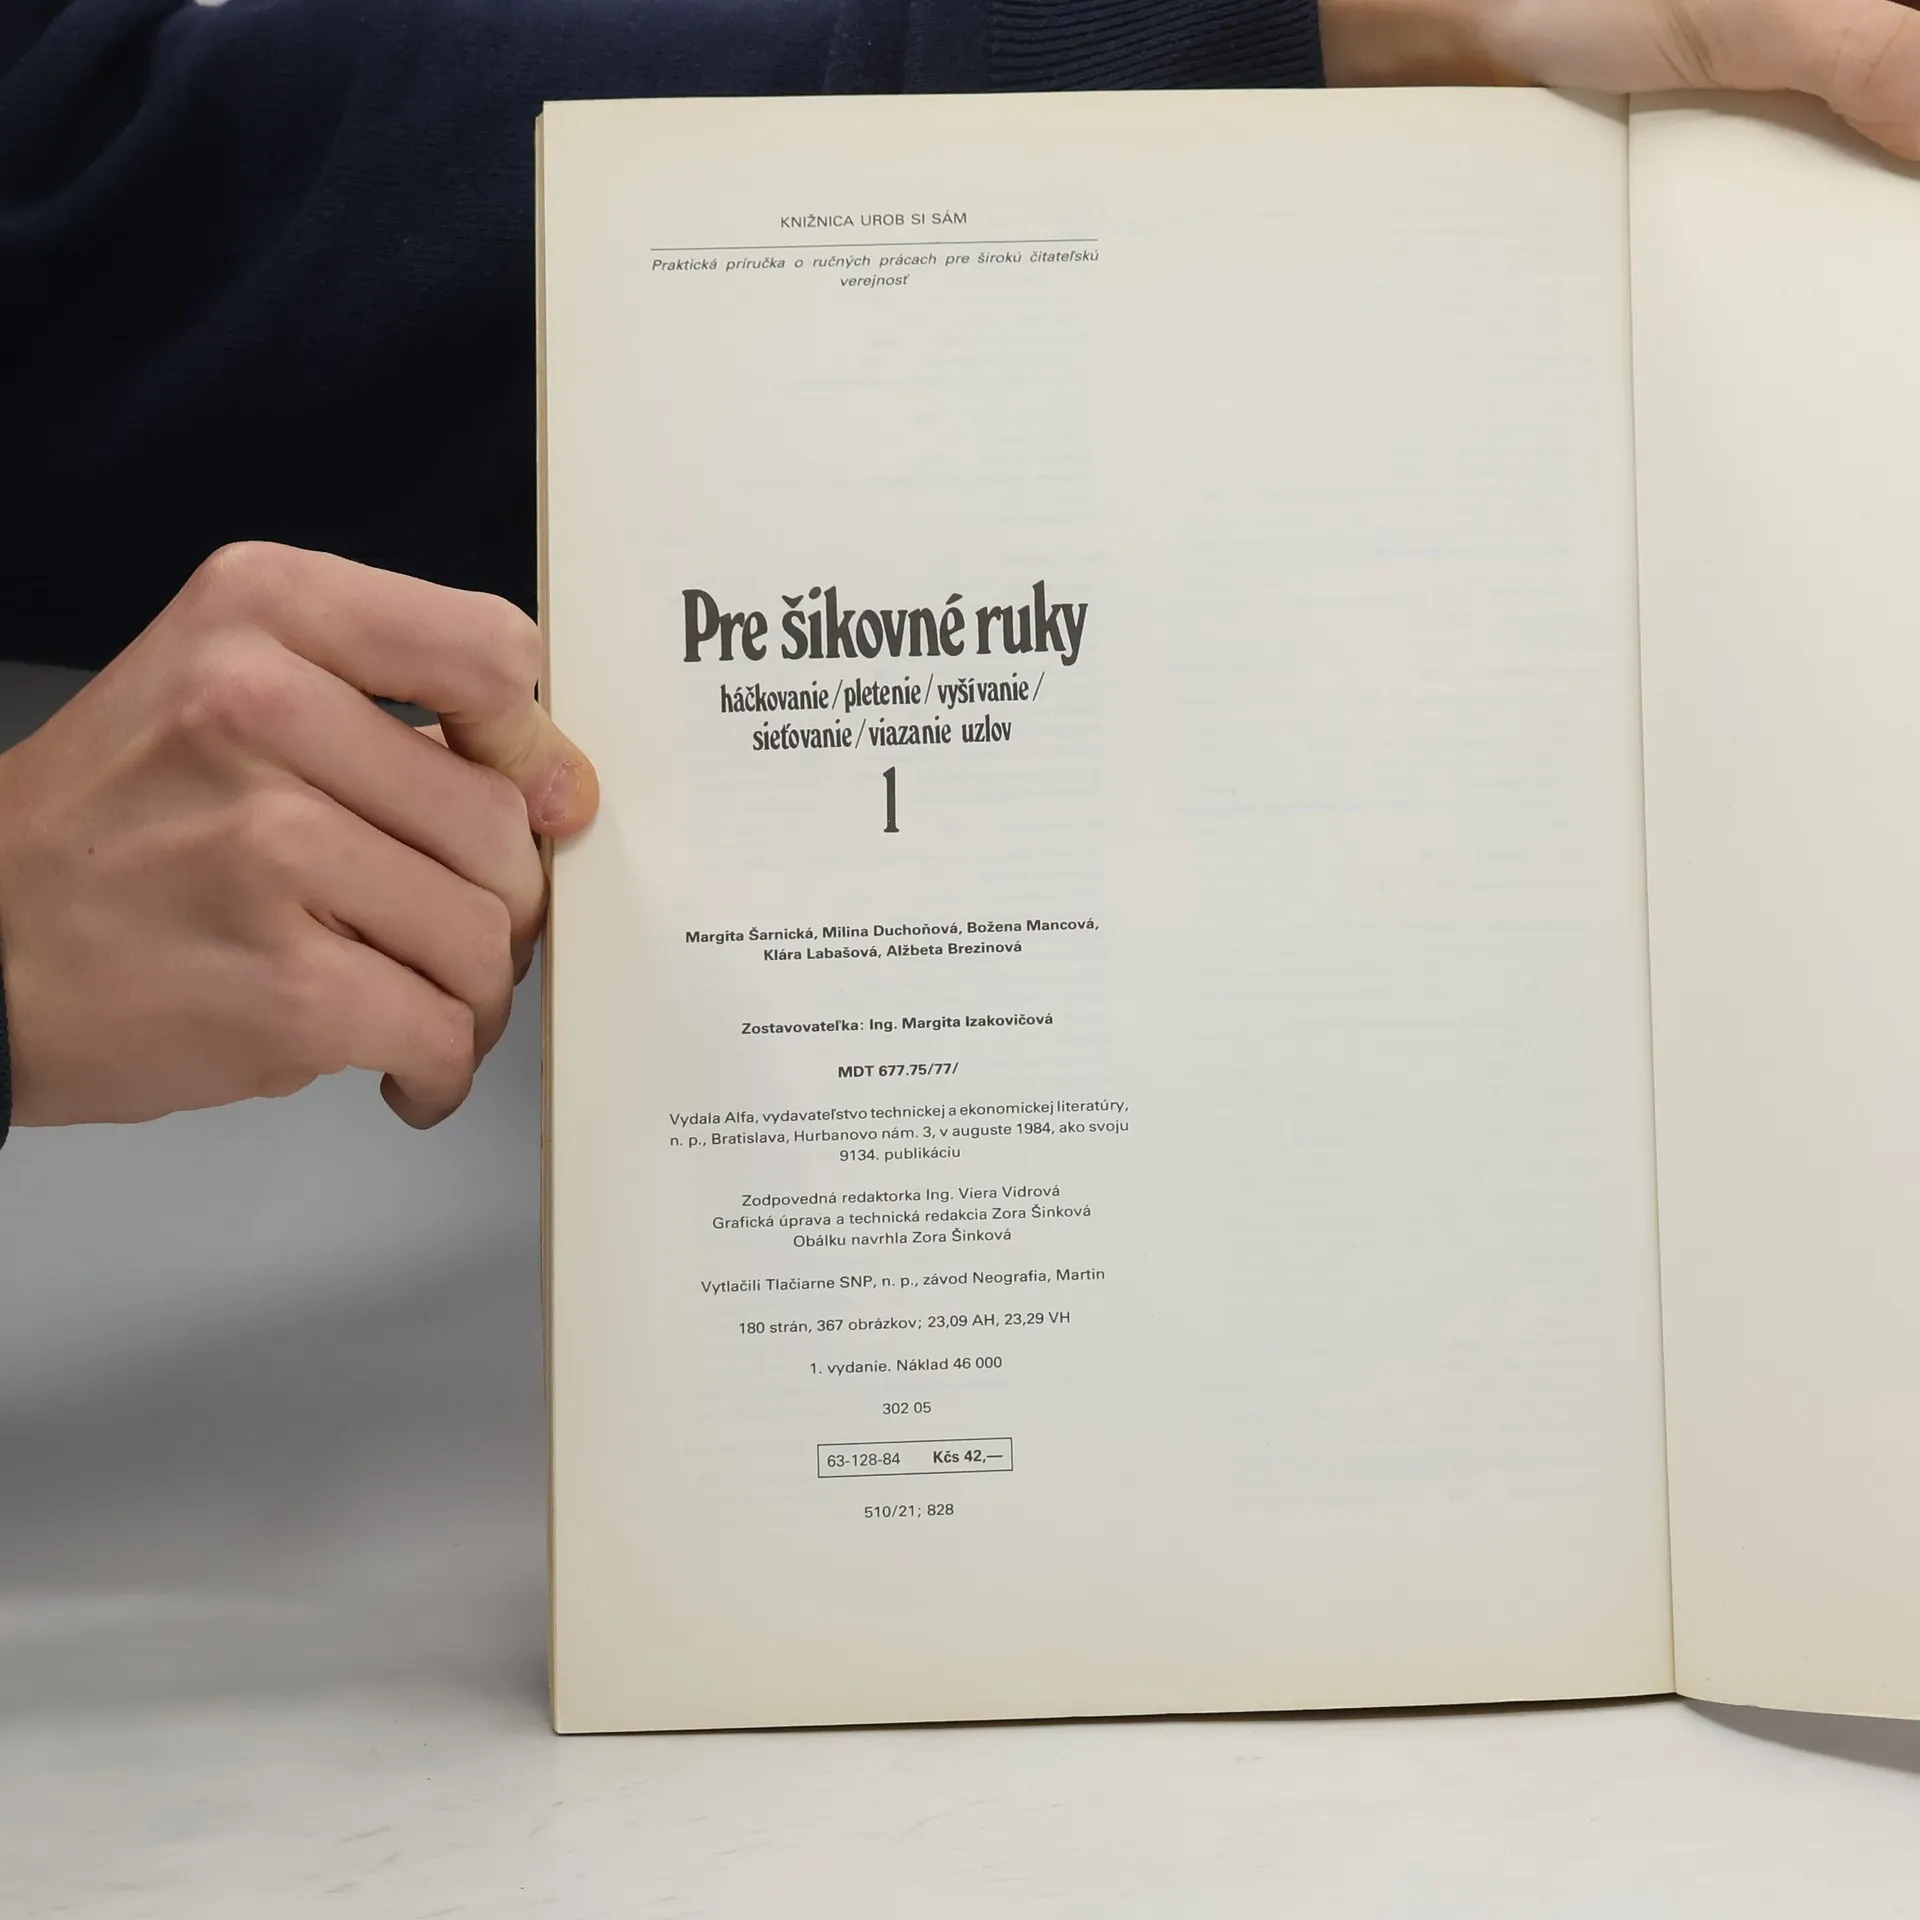 KNIŽNICA UROB SI SÁM
Praktická príručka o ručných prácach pre širokú čitateľskú
verejnosť
Pre šikovné ruky
háčkovanie/pletenie/vyšívanie/
sieťovanie/viazanie uzlov
1
Margita Šarnická, Milina Duchoňová, Božena Mancová,
Klára Labašová, Alžbeta Brezinová
Zostavovateľka: Ing. Margita Izakovičová
MDT 677.75/77/
Vydala Alfa, vydavateľstvo technickej a ekonomickej literatúry,
n. p., Bratislava, Hurbanovo nám. 3, v auguste 1984, ako svoju
9134. publikáciu
Zodpovedná redaktorka Ing. Viera Vidrová
Grafická úprava a technická redakcia Zora Šinková
Obálku navrhla Zora Šinková
Vytlačili Tlačiarne SNP, n. p., závod Neografia, Martin
180 strán, 367 obrázkov; 23,09 AH, 23,29 VH
1. vydanie. Náklad 46 000
302 05
63-128-84 Kčs 42,—
510/21; 828